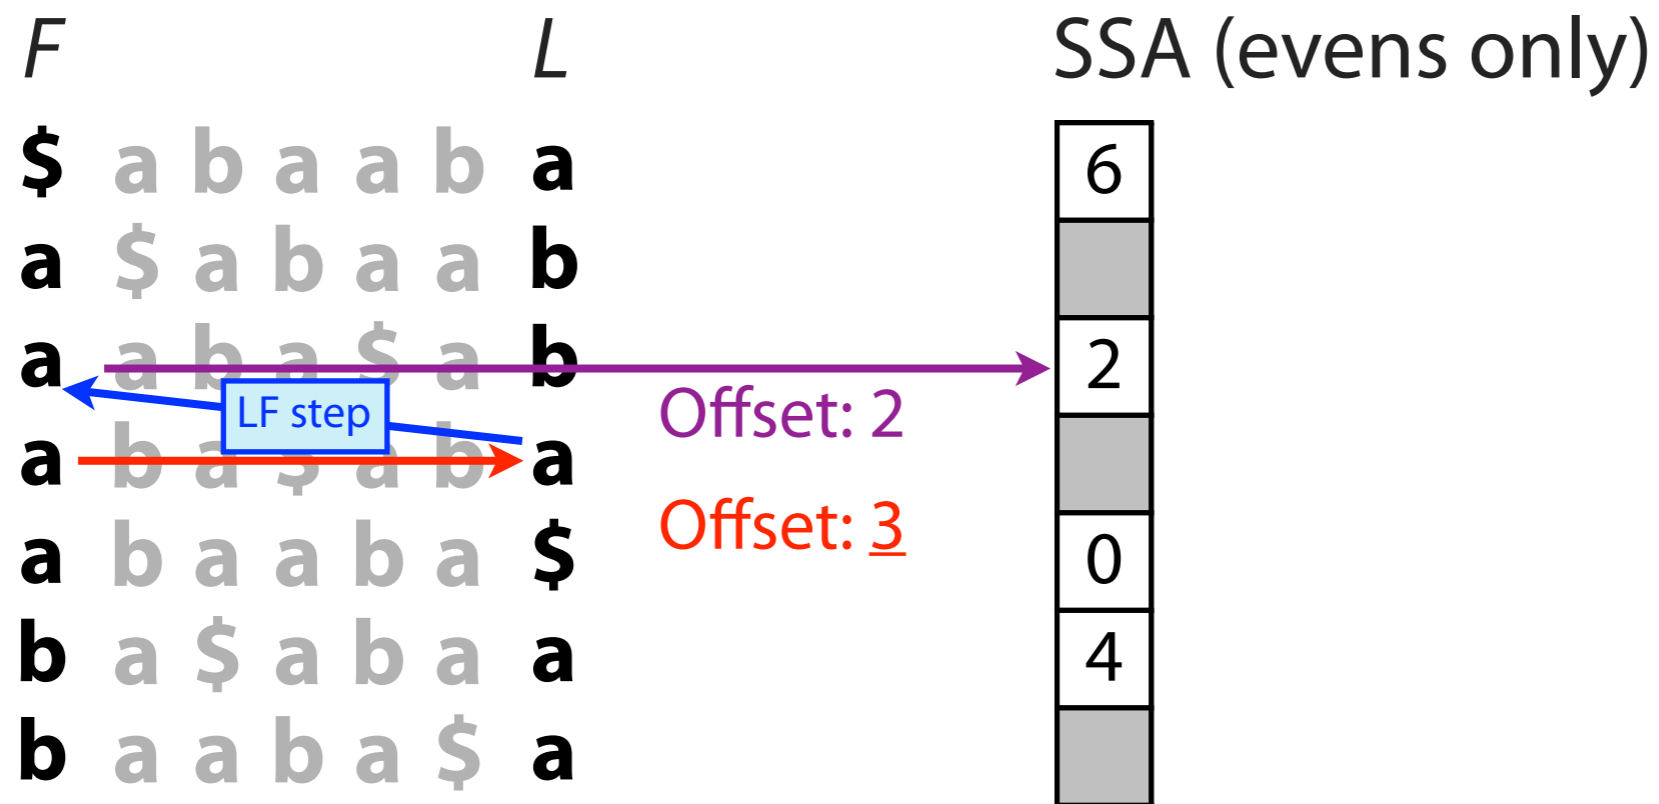 F L SSA (evens only)
$ a b a a b a 6
a $ a b a a b
a a b a $ a b 2
LF step Offset: 2
a b a $ a b a
Offset: 3
a b a a b a $ 0
b a $ a b a a 4
b a a b a $ a